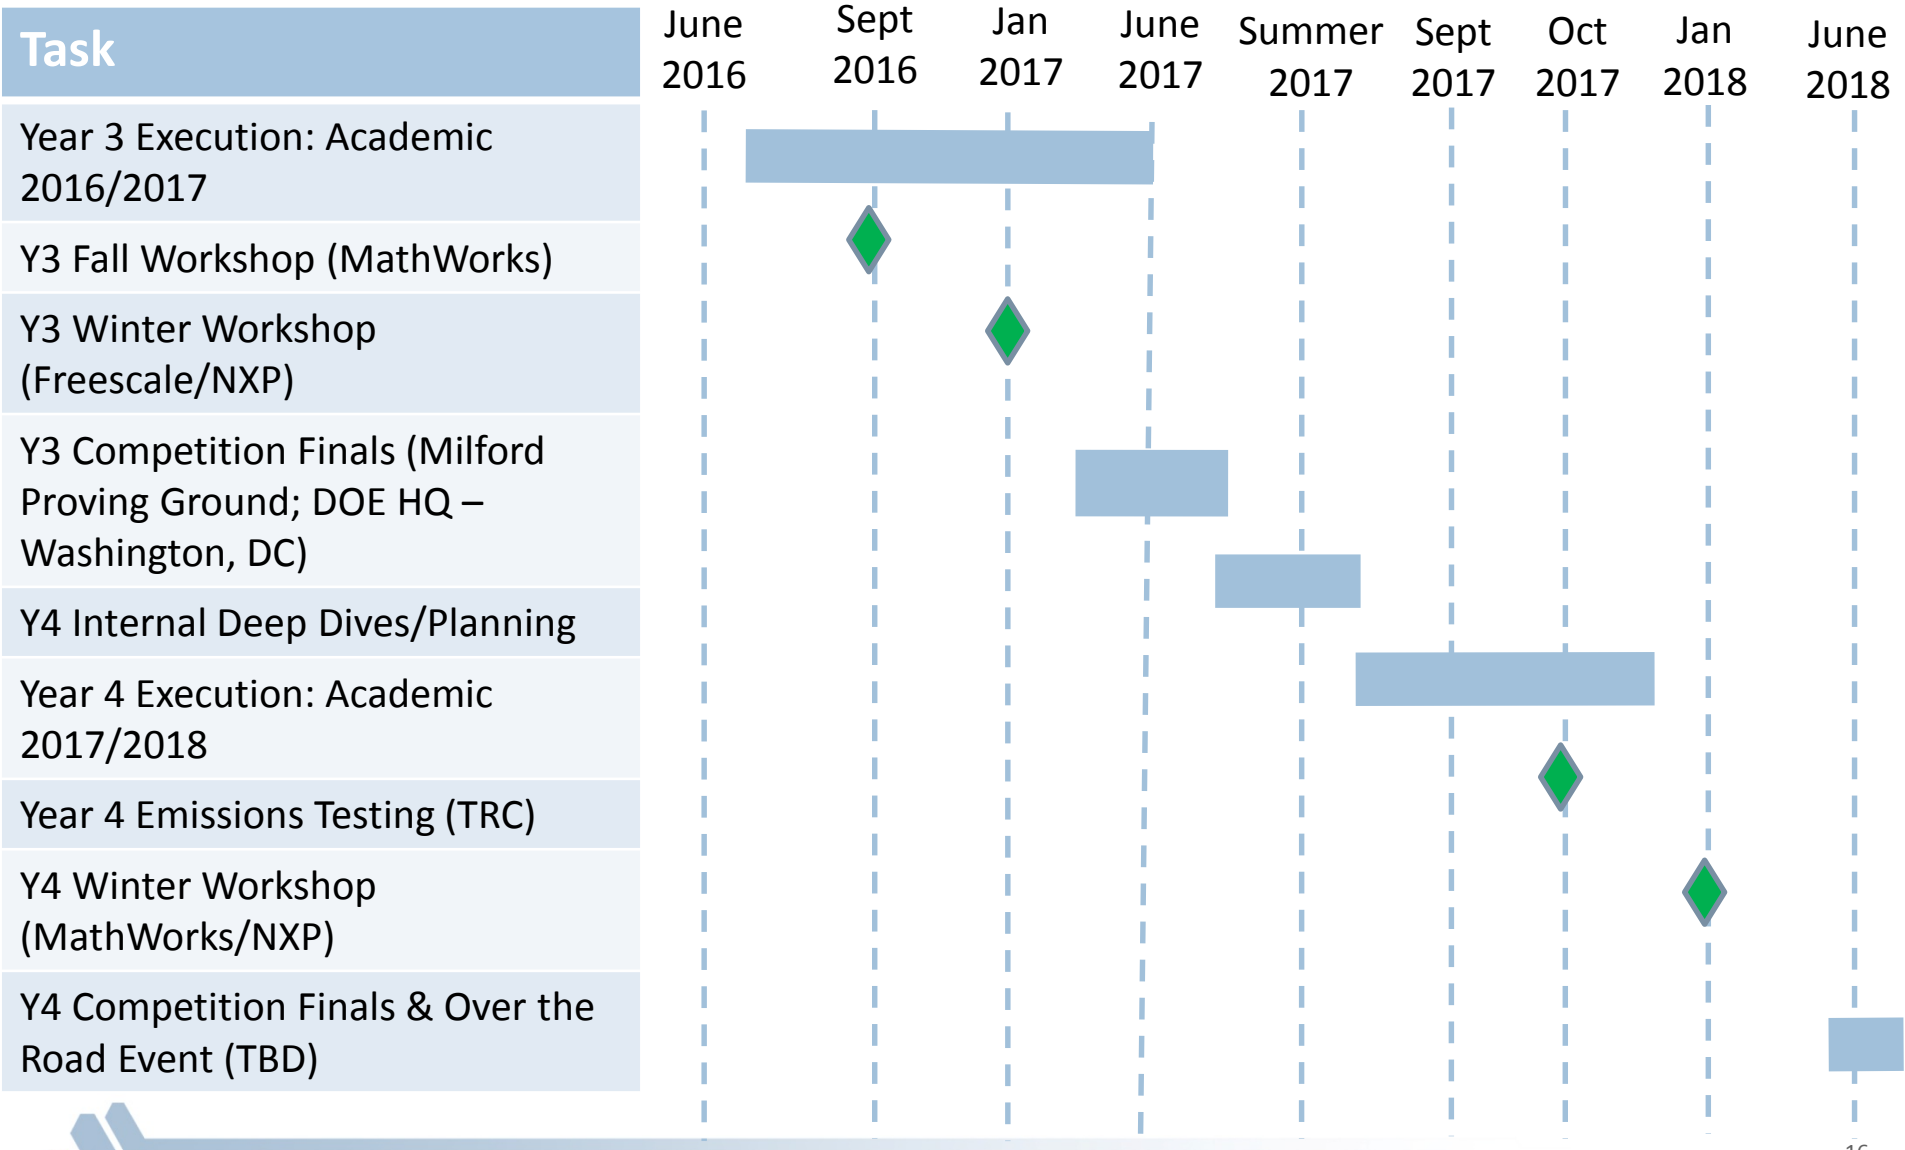 Task
June
2016
Sept
2016
Jan
2017
June
2017
Summer
2017
Sept
2017
Oct
2017
Jan
2018
June
2018
Year 3 Execution: Academic
2016/2017
Y3 Fall Workshop (MathWorks)
Y3 Winter Workshop
(Freescale/NXP)
Y3 Competition Finals (Milford
Proving Ground; DOE HQ –
Washington, DC)
Y4 Internal Deep Dives/Planning
Year 4 Execution: Academic
2017/2018
Year 4 Emissions Testing (TRC)
Y4 Winter Workshop
(MathWorks/NXP)
Y4 Competition Finals & Over the
Road Event (TBD)